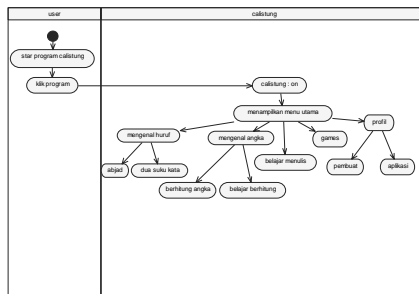 user
calistung
star program calistung
klik program
calistung : on
menampilkan menu utama
profil
mengenal huruf
mengenal angka
games
belajar menulis
abjad
dua suku kata
pembuat
aplikasi
berhitung angka
belajar berhitung